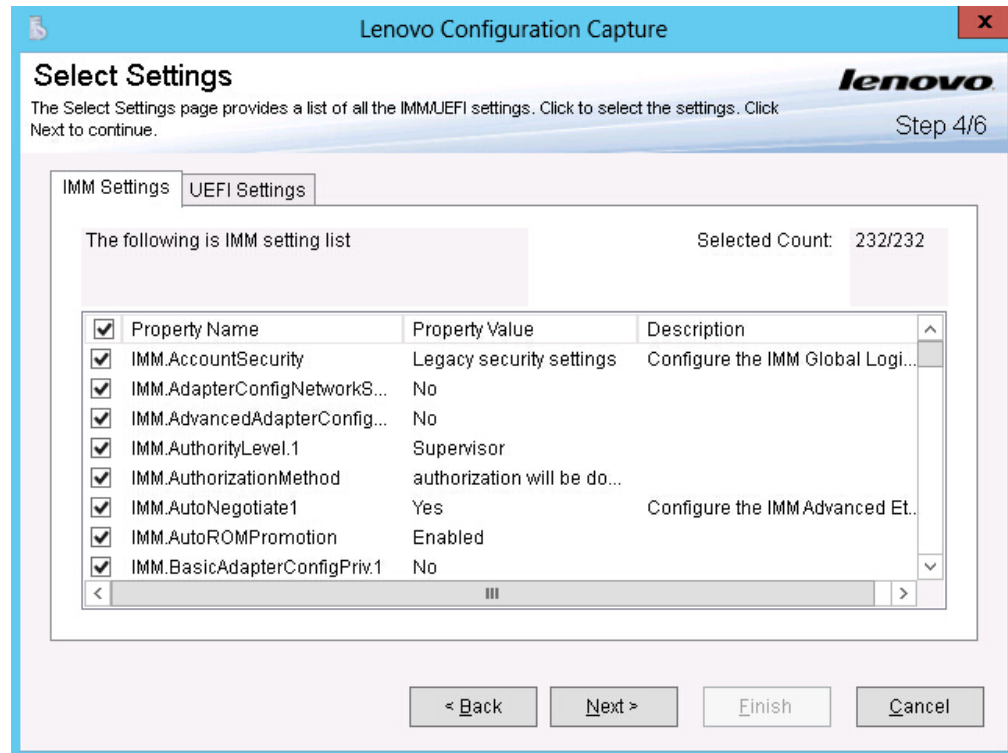 Lenovo Configuration Capture
x
Select Settings
The Select Settings page provides a list of all the IMM/UEFI settings. Click to select the settings. Click
Next to continue.
lenovo
Step 4/6
IMM Settings UEFI Settings
The following is IMM setting list Selected Count: 232/232
Property Name Property Value Description
IMM.AccountSecurity Legacy security settings Configure the IMM Global Logi...
IMM.AdapterConfigNetworkS... No
IMM.AdvancedAdapterConfig... No
IMM.AuthorityLevel.1 Supervisor
IMM.AuthorizationMethod authorization will be do...
IMM.AutoNegotiate1 Yes Configure the IMM Advanced Et..
IMM.AutoROMPromotion Enabled
IMM.BasicAdapterConfigPriv.1 No
< Back Next > Finish Cancel